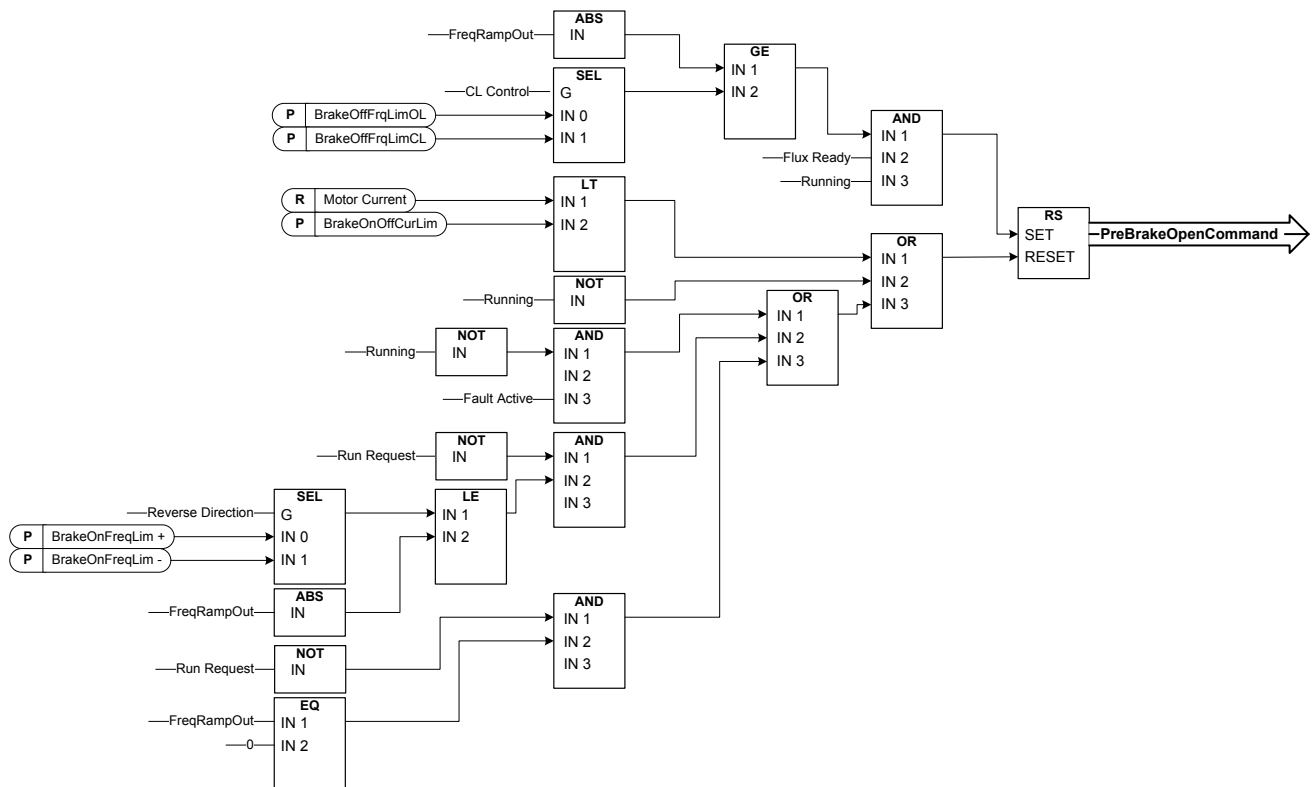 ABS
FreqRampOut
IN
GE
IN 1
IN 2
SEL
CL Control
G
P BrakeOffFrqLimOL
IN 0
P BrakeOffFrqLimCL
IN 1
AND
IN 1
Flux Ready
IN 2
Running
IN 3
LT
R Motor Current
IN 1
P BrakeOnOffCurLim
IN 2
RS
SET
RESET
PreBrakeOpenCommand
OR
IN 1
IN 2
IN 3
NOT
Running
IN
OR
IN 1
IN 2
IN 3
NOT
Running
IN
AND
IN 1
IN 2
Fault Active
IN 3
NOT
Run Request
IN
AND
IN 1
IN 2
IN 3
SEL
Reverse Direction
G
P BrakeOnFreqLim +
IN 0
P BrakeOnFreqLim -
IN 1
LE
IN 1
IN 2
ABS
FreqRampOut
IN
AND
IN 1
IN 2
IN 3
NOT
Run Request
IN
EQ
FreqRampOut
IN 1
0
IN 2